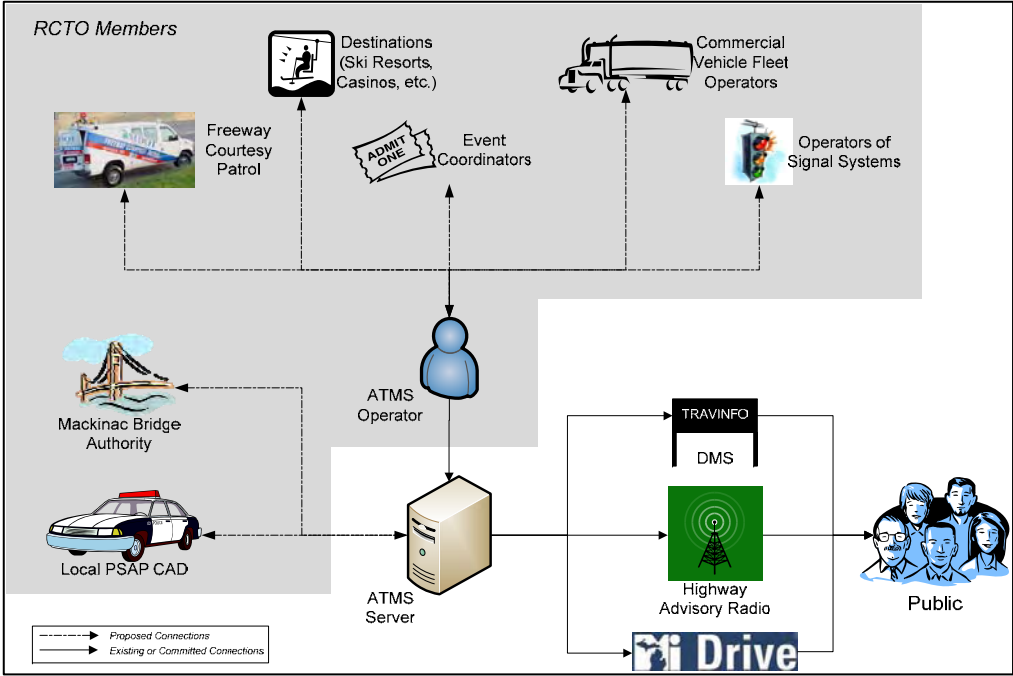 RCTO Members
Destinations
(Ski Resorts,
Casinos, etc.)
Commercial
Vehicle Fleet
Operators
Freeway
Courtesy
Patrol
ADMIT
ONE
Event
Coordinators
Operators of
Signal Systems
ATMS
Operator
Mackinac Bridge
Authority
TRAVINFO
DMS
Local PSAP CAD
ATMS
Server
Highway
Advisory Radio
Public
Mi Drive
Proposed Connections
Existing or Committed Connections